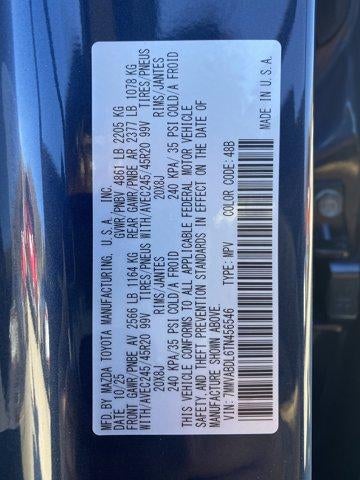 MFD. BY MAZDA TOYOTA MANUFACTURING, U.S.A. INC.
DATE 10/25 GVWR/PNBV 4861 LB 2205 KG
FRONT GAWR/PNBE AV 2566 LB 1164 KG REAR GAWR/PNBE AR 2377 LB 1078 KG
WITH/AVEC245/45R20 99V TIRES/PNEUS WITH/AVEC245/45R20 99V TIRES/PNEUS
20X8J RIMS/JANTES 20X8J RIMS/JANTES
240 KPA/35 PSI COLD/A FROID 240 KPA/35 PSI COLD/A FROID
THIS VEHICLE CONFORMS TO ALL APPLICABLE FEDERAL MOTOR VEHICLE
SAFETY, AND THEFT PREVENTION STANDARDS IN EFFECT ON THE DATE OF
MANUFACTURE SHOWN ABOVE.
VIN: 7MMVABDL6TN456546 TYPE: MPV COLOR CODE: 48B
MADE IN U.S.A.